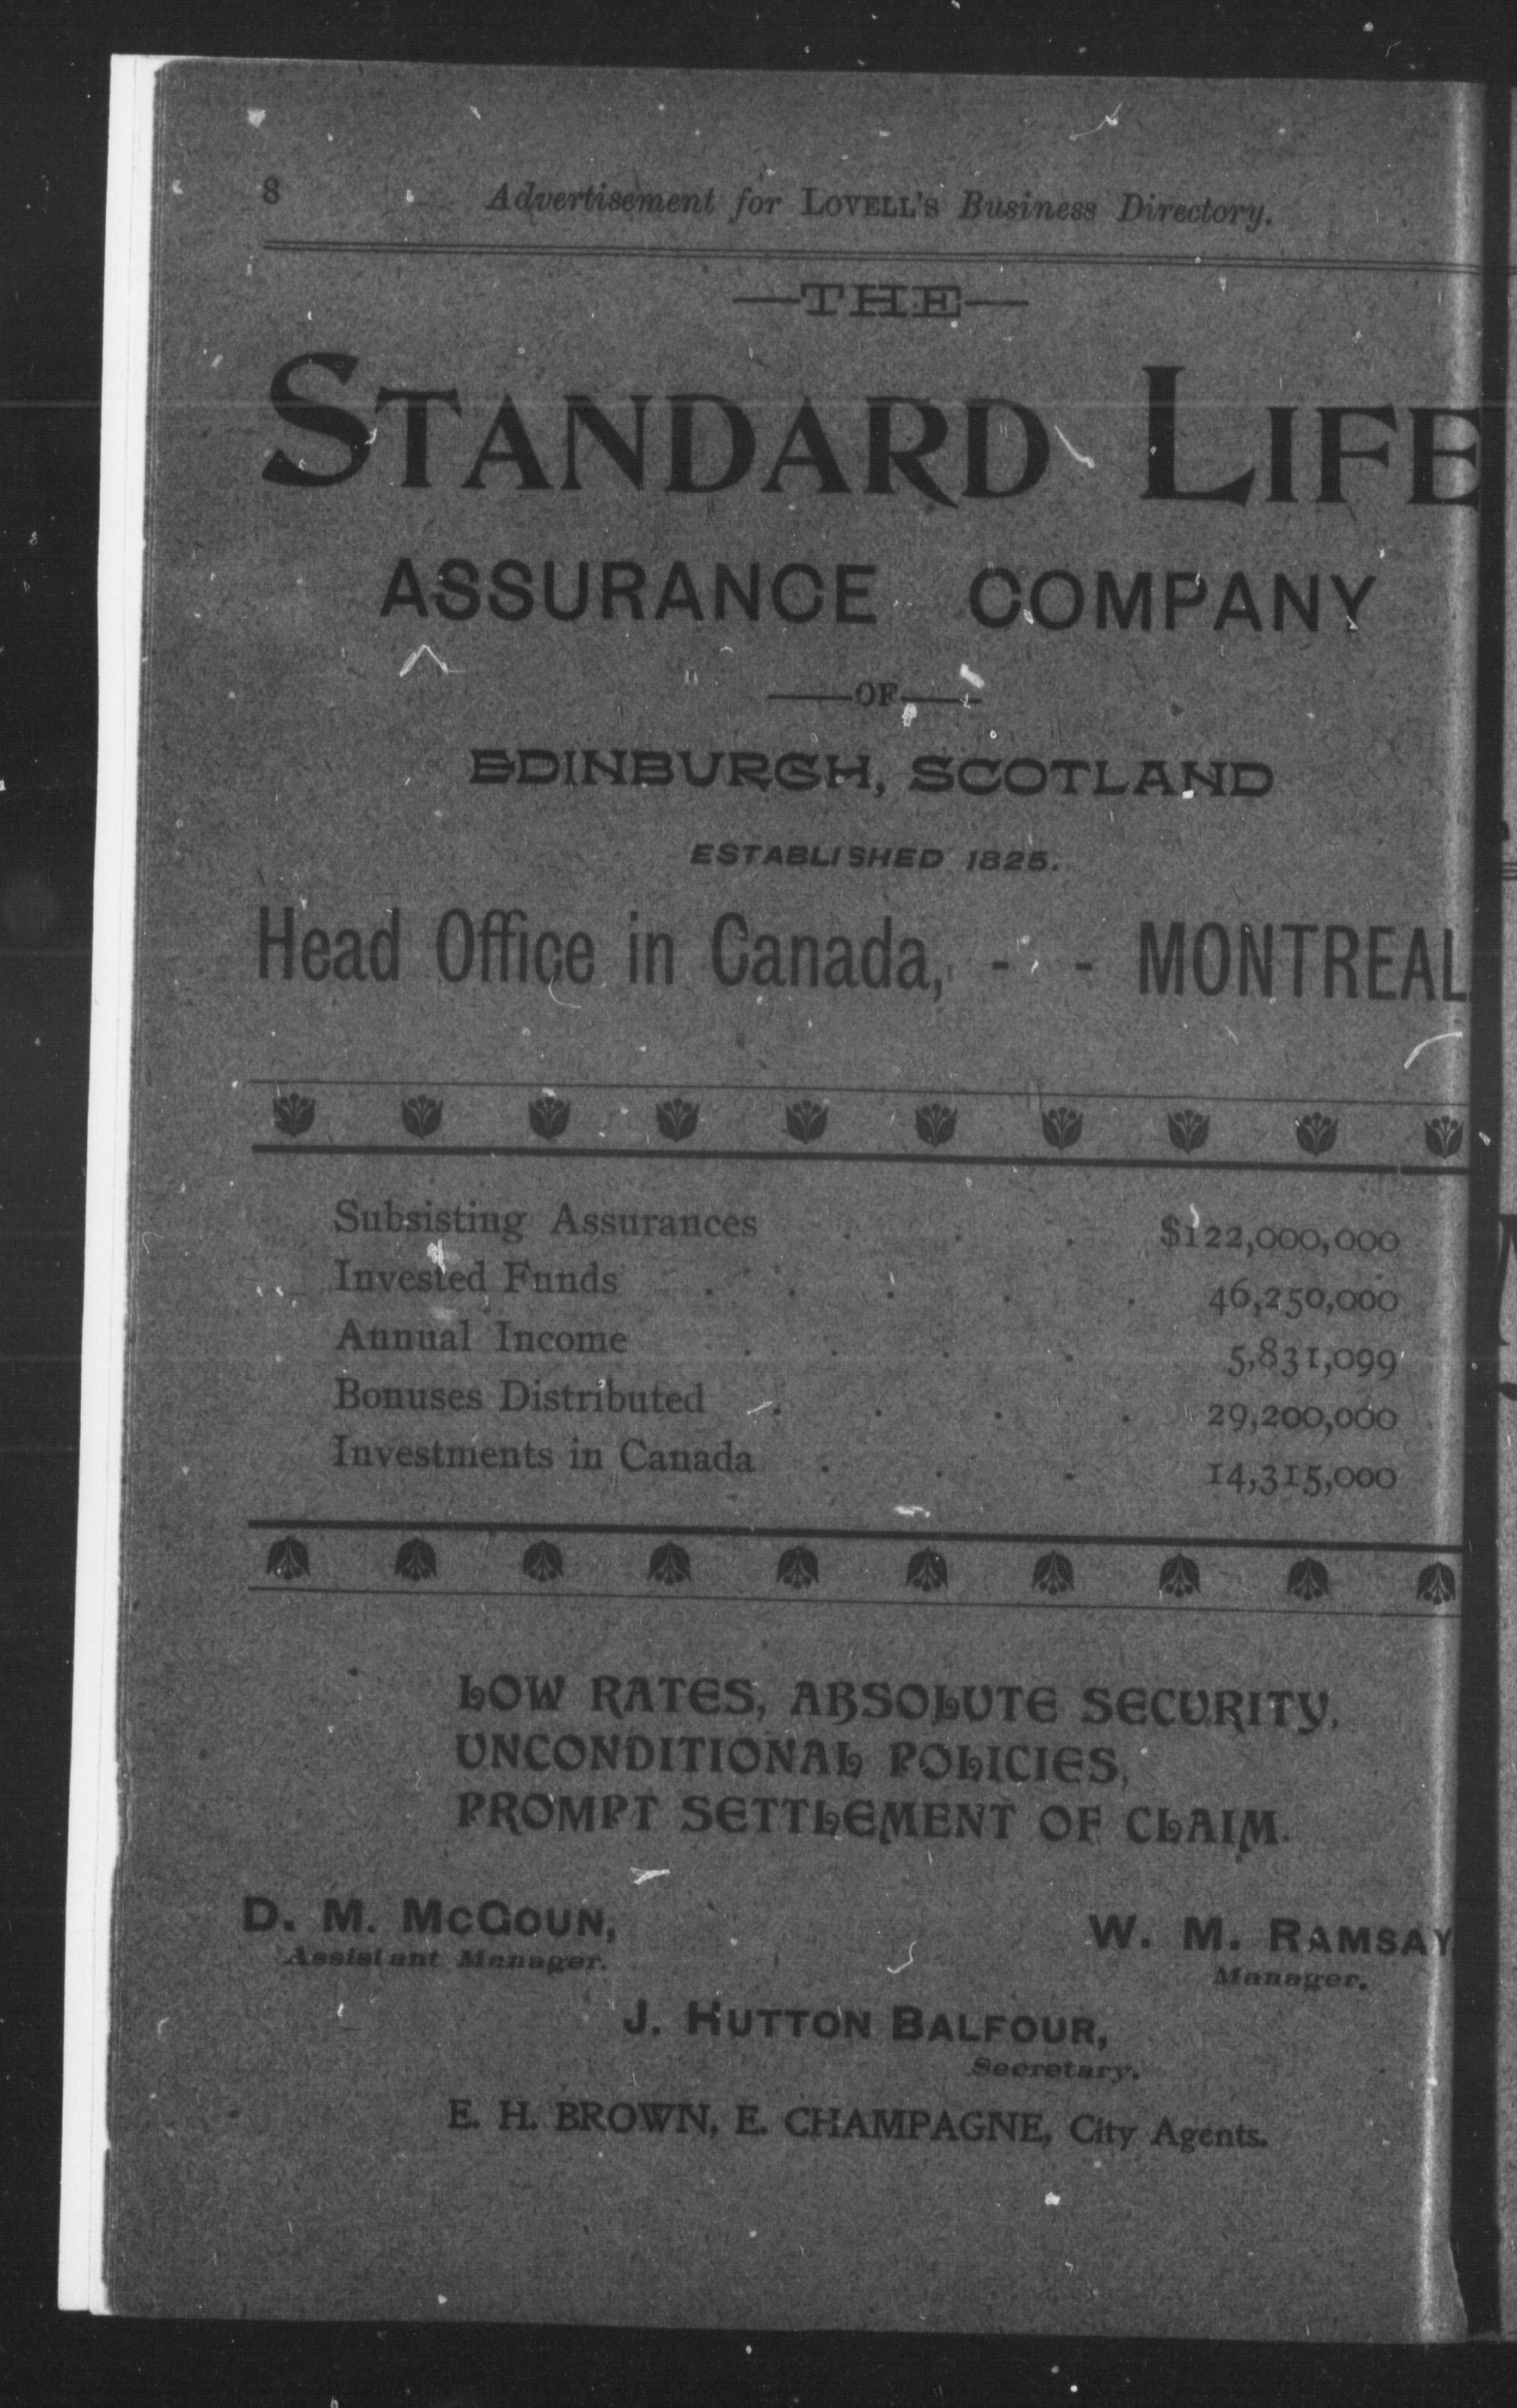 8 Advertisement for LOVELL'S Business Directory.
—THE—
STANDARD LIFE
ASSURANCE COMPANY
—OF—
EDINBURGH, SCOTLAND
ESTABLISHED 1825.
Head Office in Canada, - - MONTREAL
Subsisting Assurances . . . $122,000,000
Invested Funds . . . . . 46,250,000
Annual Income . . . . 5,831,099
Bonuses Distributed . . . . 29,200,000
Investments in Canada . . . 14,315,000
LOW RATES, ABSOLUTE SECURITY,
UNCONDITIONAL POLICIES,
PROMPT SETTLEMENT OF CLAIM.
D. M. MCGOUN, W. M. RAMSAY
Assistant Manager. Manager.
J. HUTTON BALFOUR,
Secretary.
E. H. BROWN, E. CHAMPAGNE, City Agents.